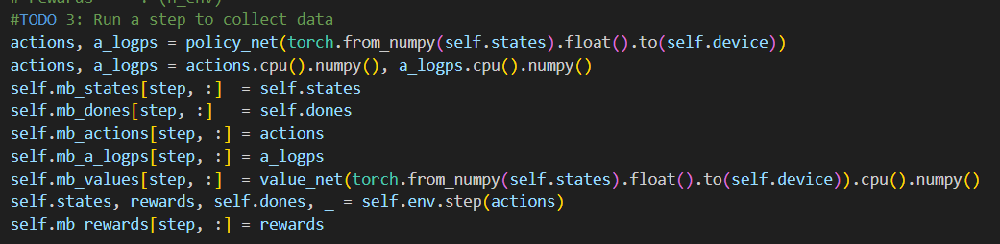 # rewards    : (n_env)
#TODO 3: Run a step to collect data
actions, a_logps = policy_net(torch.from_numpy(self.states).float().to(self.device))
actions, a_logps = actions.cpu().numpy(), a_logps.cpu().numpy()
self.mb_states[step, :]  = self.states
self.mb_dones[step, :]   = self.dones
self.mb_actions[step, :] = actions
self.mb_a_logps[step, :] = a_logps
self.mb_values[step, :]  = value_net(torch.from_numpy(self.states).float().to(self.device)).cpu().numpy()
self.states, rewards, self.dones, _ = self.env.step(actions)
self.mb_rewards[step, :] = rewards